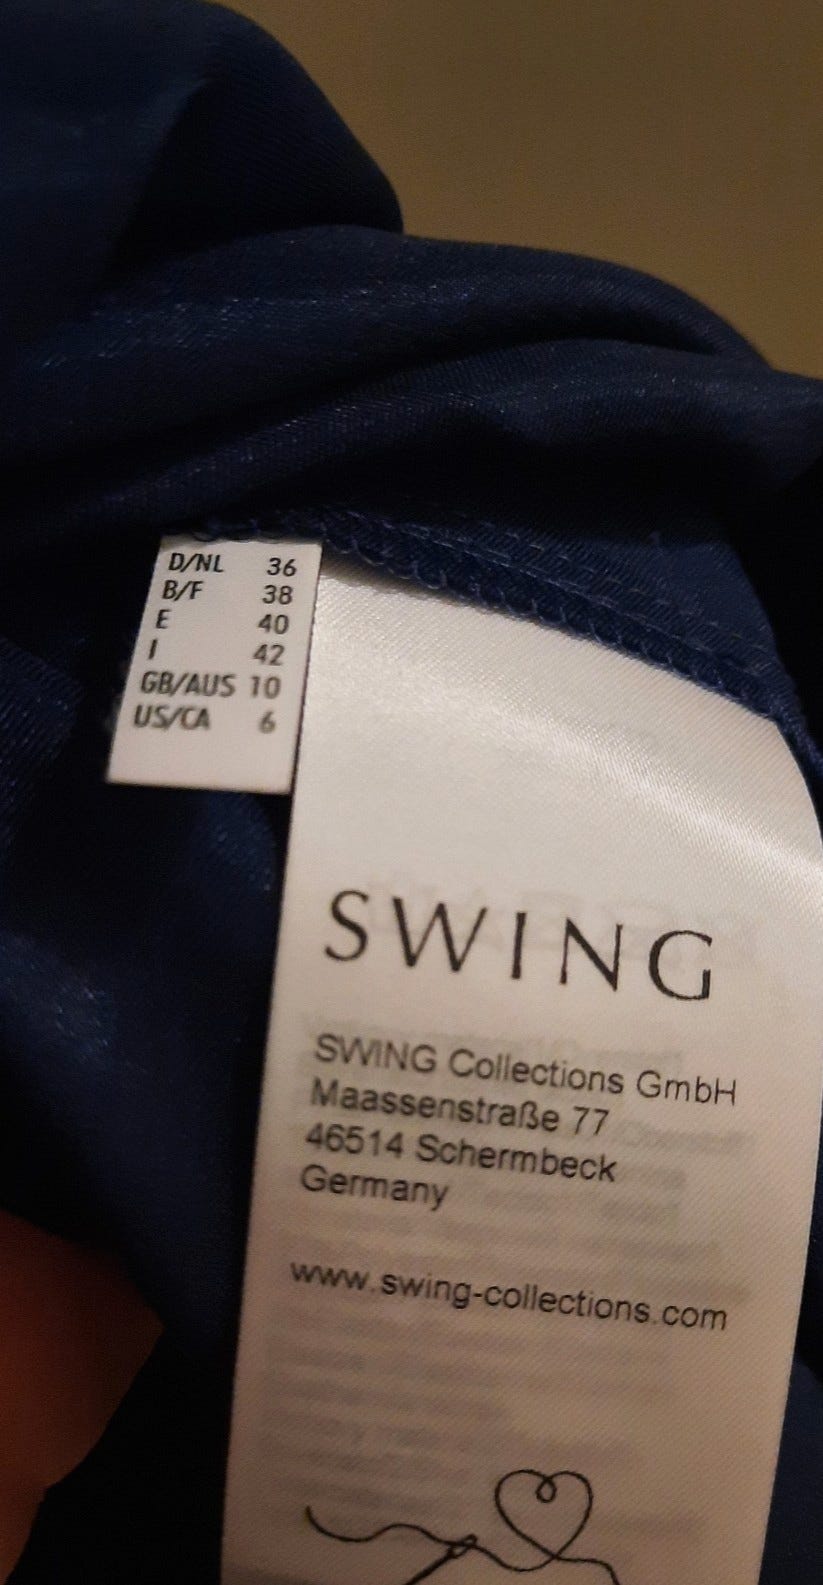 D/NL 36
B/F 38
E 40
I 42
GB/AUS 10
US/CA 6
SWING
SWING Collections GmbH
Maassenstraße 77
46514 Schermbeck
Germany
www.swing-collections.com